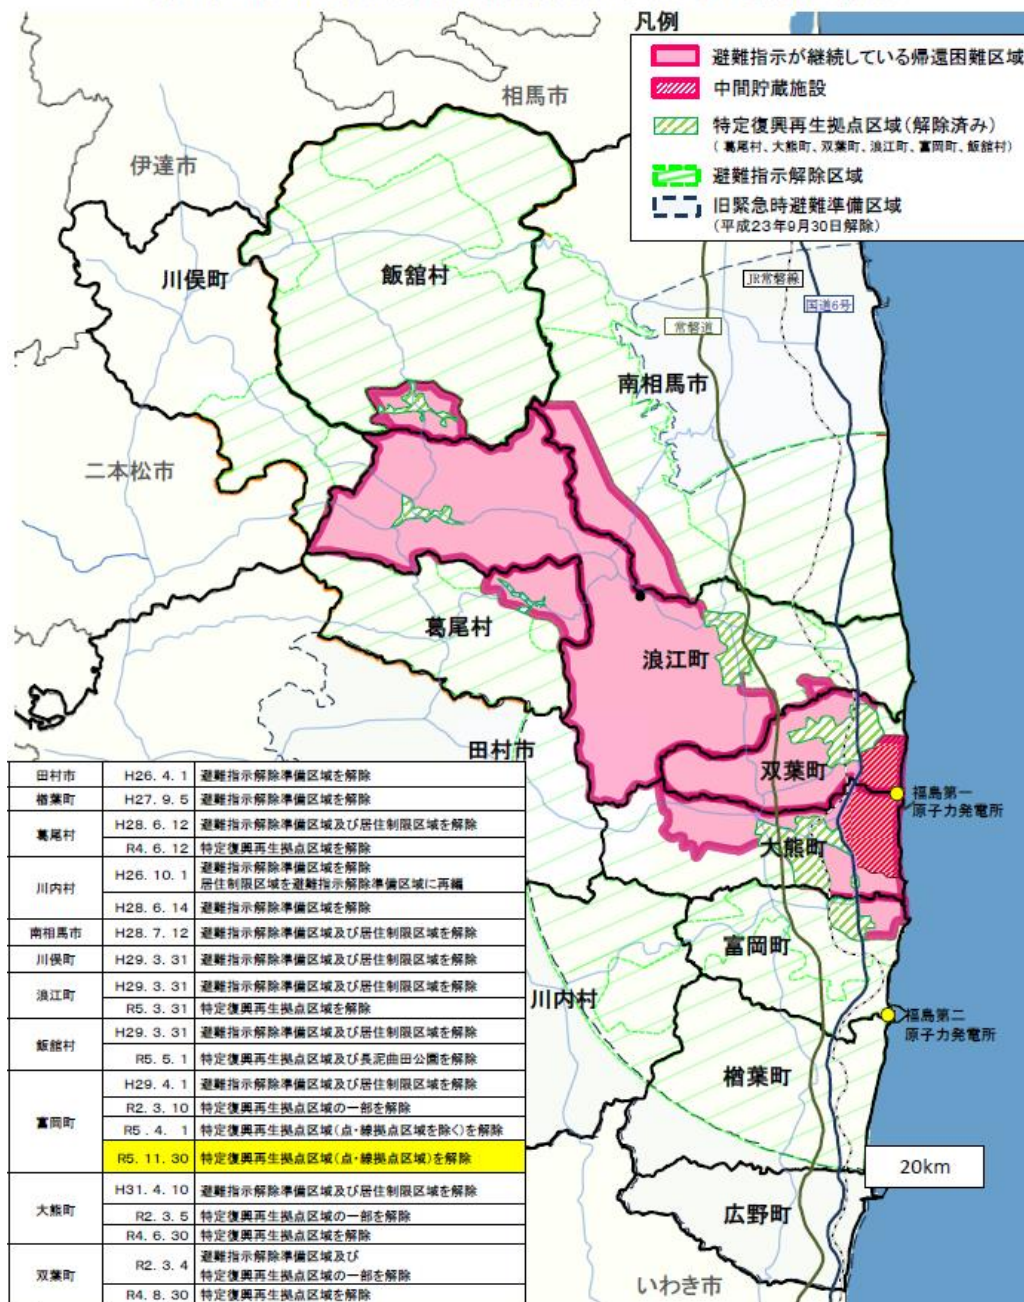 凡例
避難指示が継続している帰還困難区域
中間貯蔵施設
特定復興再生拠点区域(解除済み)
( 葛尾村、大熊町、双葉町、浪江町、富岡町、飯舘村)
避難指示解除区域
旧緊急時避難準備区域
(平成23年9月30日解除)
相馬市
伊達市
川俣町
飯舘村
JR常磐線
国道6号
常磐道
南相馬市
二本松市
葛尾村
浪江町
田村市
双葉町
福島第一
原子力発電所
大熊町
富岡町
川内村
福島第二
原子力発電所
楢葉町
20km
広野町
いわき市
田村市 H26. 4. 1 避難指示解除準備区域を解除
楢葉町 H27. 9. 5 避難指示解除準備区域を解除
葛尾村 H28. 6. 12 避難指示解除準備区域及び居住制限区域を解除
R4. 6. 12 特定復興再生拠点区域を解除
川内村 H26. 10. 1 避難指示解除準備区域を解除
居住制限区域を避難指示解除準備区域に再編
H28. 6. 14 避難指示解除準備区域を解除
南相馬市 H28. 7. 12 避難指示解除準備区域及び居住制限区域を解除
川俣町 H29. 3. 31 避難指示解除準備区域及び居住制限区域を解除
浪江町 H29. 3. 31 避難指示解除準備区域及び居住制限区域を解除
R5. 3. 31 特定復興再生拠点区域を解除
飯舘村 H29. 3. 31 避難指示解除準備区域及び居住制限区域を解除
R5. 5. 1 特定復興再生拠点区域及び長泥曲田公園を解除
富岡町 H29. 4. 1 避難指示解除準備区域及び居住制限区域を解除
R2. 3. 10 特定復興再生拠点区域の一部を解除
R5 . 4. 1 特定復興再生拠点区域(点・線拠点区域を除く)を解除
R5. 11. 30 特定復興再生拠点区域(点・線拠点区域)を解除
大熊町 H31. 4. 10 避難指示解除準備区域及び居住制限区域を解除
R2. 3. 5 特定復興再生拠点区域の一部を解除
R4. 6. 30 特定復興再生拠点区域を解除
双葉町 R2. 3. 4 避難指示解除準備区域及び
特定復興再生拠点区域の一部を解除
R4. 8. 30 特定復興再生拠点区域を解除